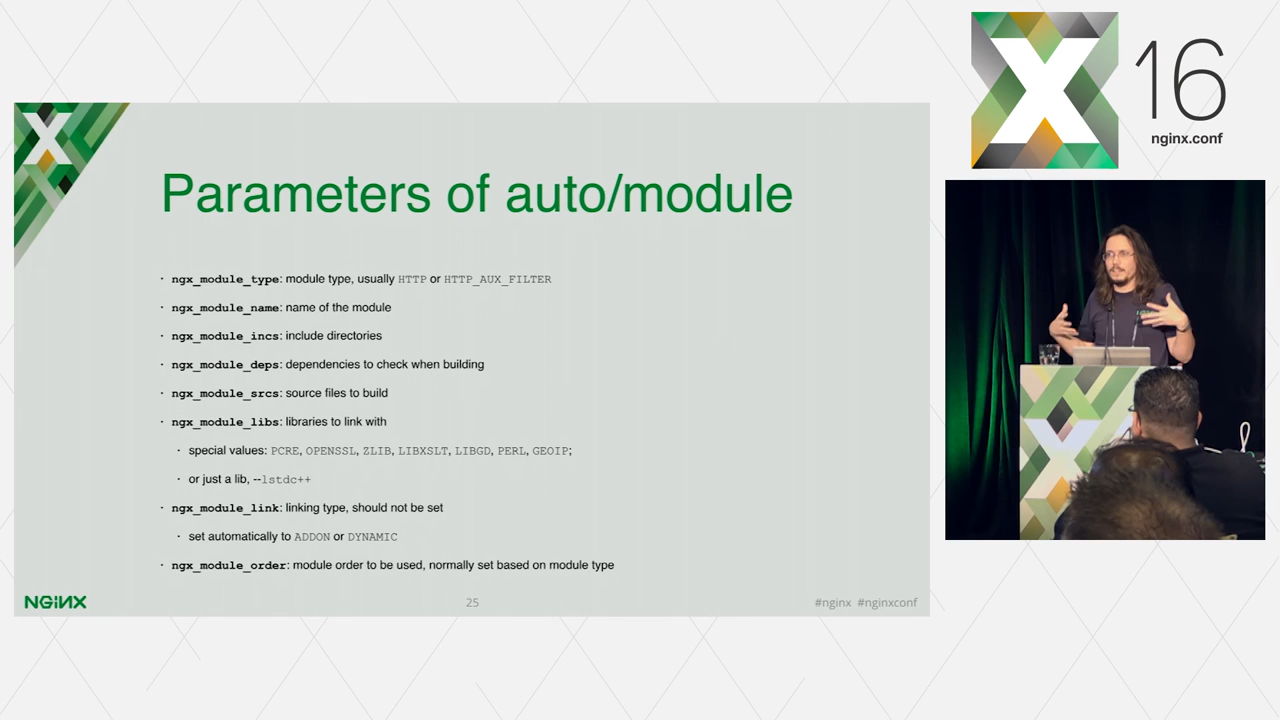 X
16
nginx.conf
X
Parameters of auto/module
· ngx_module_type: module type, usually HTTP or HTTP_AUX_FILTER
· ngx_module_name: name of the module
· ngx_module_incs: include directories
· ngx_module_deps: dependencies to check when building
· ngx_module_srcs: source files to build
· ngx_module_libs: libraries to link with
· special values: PCRE, OPENSSL, ZLIB, LIBXSLT, LIBGD, PERL, GEOIP;
· or just a lib, --lstdc++
· ngx_module_link: linking type, should not be set
· set automatically to ADDON or DYNAMIC
· ngx_module_order: module order to be used, normally set based on module type
NGINX
25
#nginx #nginxconf